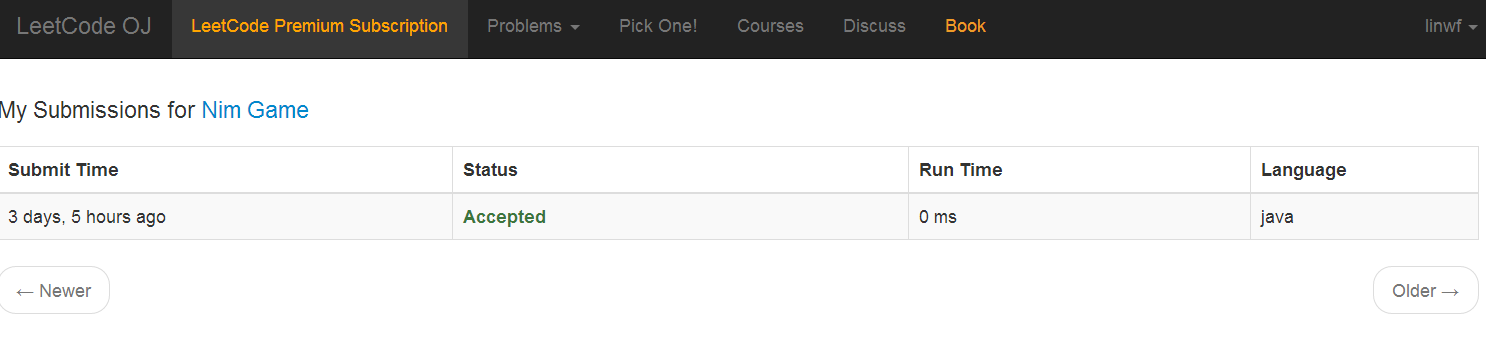 LeetCode OJ LeetCode Premium Subscription Problems Pick One! Courses Discuss Book linwf
My Submissions for Nim Game
Submit Time Status Run Time Language
3 days, 5 hours ago Accepted 0 ms java
← Newer Older →